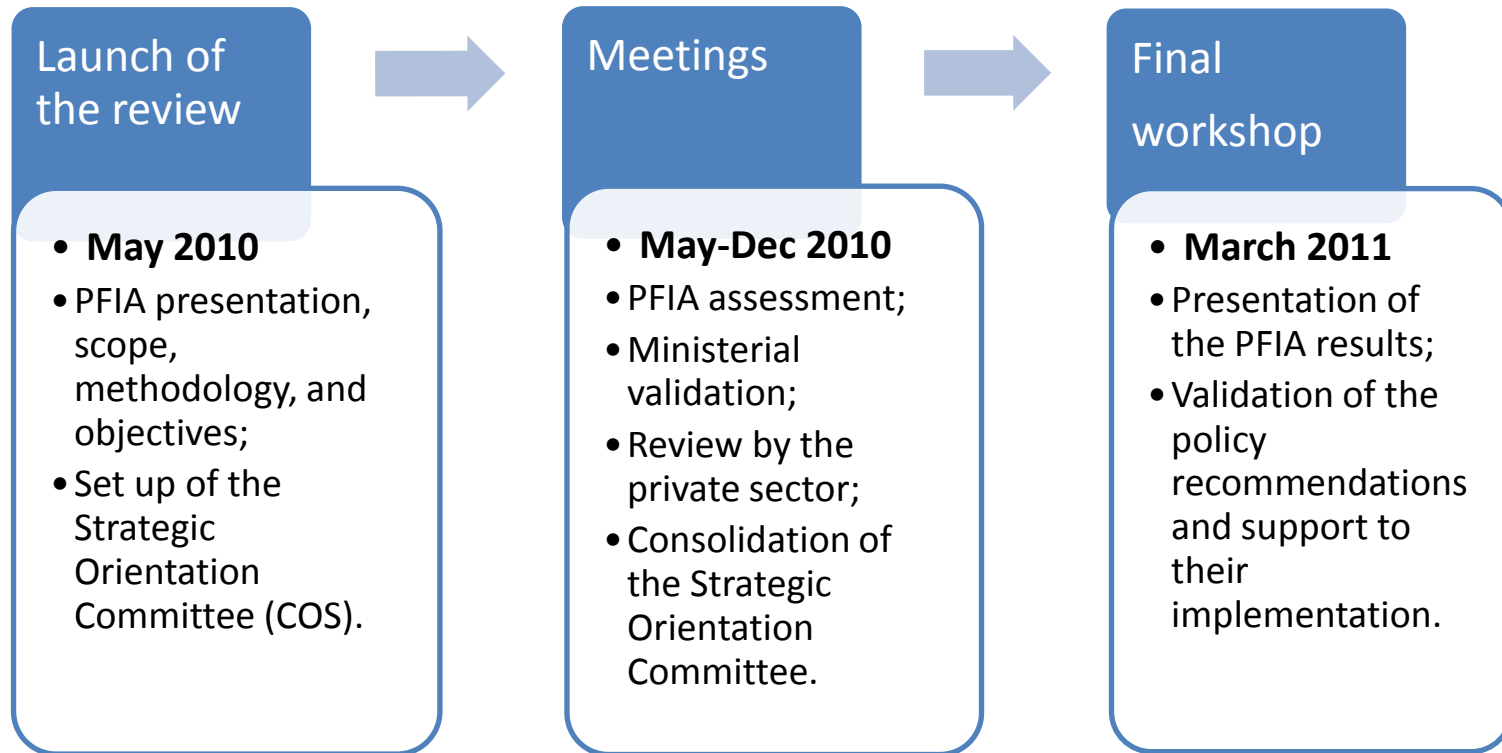 Launch of
the review
• May 2010
• PFIA presentation,
scope,
methodology, and
objectives;
• Set up of the
Strategic
Orientation
Committee (COS).
Meetings
• May-Dec 2010
• PFIA assessment;
• Ministerial
validation;
• Review by the
private sector;
• Consolidation of
the Strategic
Orientation
Committee.
Final
workshop
• March 2011
• Presentation of
the PFIA results;
• Validation of the
policy
recommendations
and support to
their
implementation.